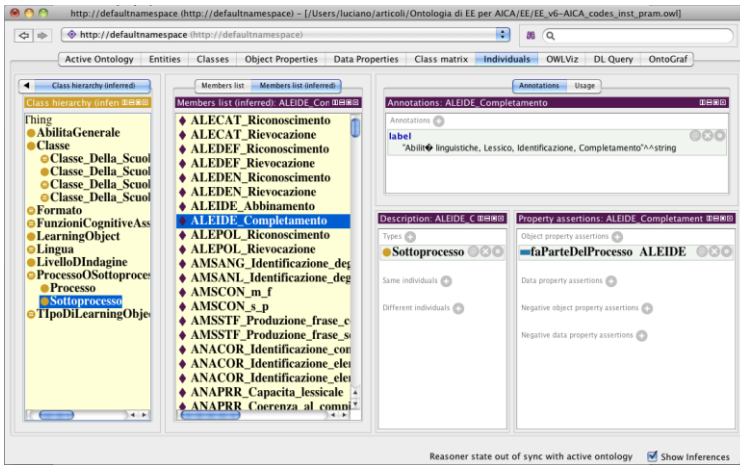 http://defaultnamespace (http://defaultnamespace) – [/Users/luciano/articoli/Ontologia di EE per AICA/EE/EE_v6-AICA_codes_inst_pram.owl]
http://defaultnamespace (http://defaultnamespace)
Active Ontology Entities Classes Object Properties Data Properties Class matrix Individuals OWLViz DL Query OntoGraf
Class hierarchy (inferred)
Class hierarchy (inferr
Thing
AbilitaGenerale
Classe
Classe_Della_Scuol
Classe_Della_Scuol
Classe_Della_Scuol
Classe_Della_Scuol
Formato
FunzioniCognitiveAss
LearningObject
Lingua
LivelloDIndagine
ProcessoOSottoproces
Processo
Sottoprocesso
TIpoDiLearningObje
Members list Members list (inferred)
Members list (inferred): ALEIDE_Con
ALECAT_Riconoscimento
ALECAT_Rievocazione
ALEDEF_Riconoscimento
ALEDEF_Rievocazione
ALEDEN_Riconoscimento
ALEDEN_Rievocazione
ALEIDE_Abbinamento
ALEIDE_Completamento
ALEPOL_Riconoscimento
ALEPOL_Rievocazione
AMSANG_Identificazione_deg
AMSANL_Identificazione_deg
AMSCON_m_f
AMSCON_s_p
AMSSTF_Produzione_frase_c
AMSSTF_Produzione_frase_s
ANACOR_Identificazione_con
ANACOR_Identificazione_ele
ANACOR_Identificazione_ele
ANAPRR_Capacita_lessicale
ANAPRR_Coerenza_al_compi
Annotations Usage
Annotations: ALEIDE_Completamento
Annotations
label
"Abilit� linguistiche, Lessico, Identificazione, Completamento"^^string
Description: ALEIDE_C
Types
Sottoprocesso
Same individuals
Different individuals
Property assertions: ALEIDE_Completament
Object property assertions
faParteDelProcesso ALEIDE
Data property assertions
Negative object property assertions
Negative data property assertions
Reasoner state out of sync with active ontology Show Inferences